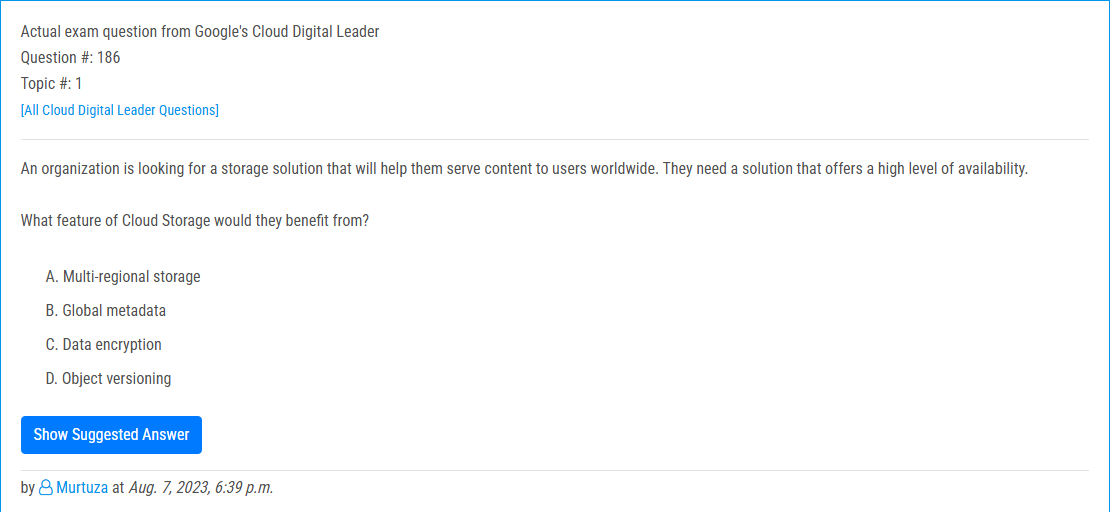 Actual exam question from Google's Cloud Digital Leader
Question #: 186
Topic #: 1
[All Cloud Digital Leader Questions]
An organization is looking for a storage solution that will help them serve content to users worldwide. They need a solution that offers a high level of availability.
What feature of Cloud Storage would they benefit from?
A. Multi-regional storage
B. Global metadata
C. Data encryption
D. Object versioning
Show Suggested Answer
by Murtuza at Aug. 7, 2023, 6:39 p.m.